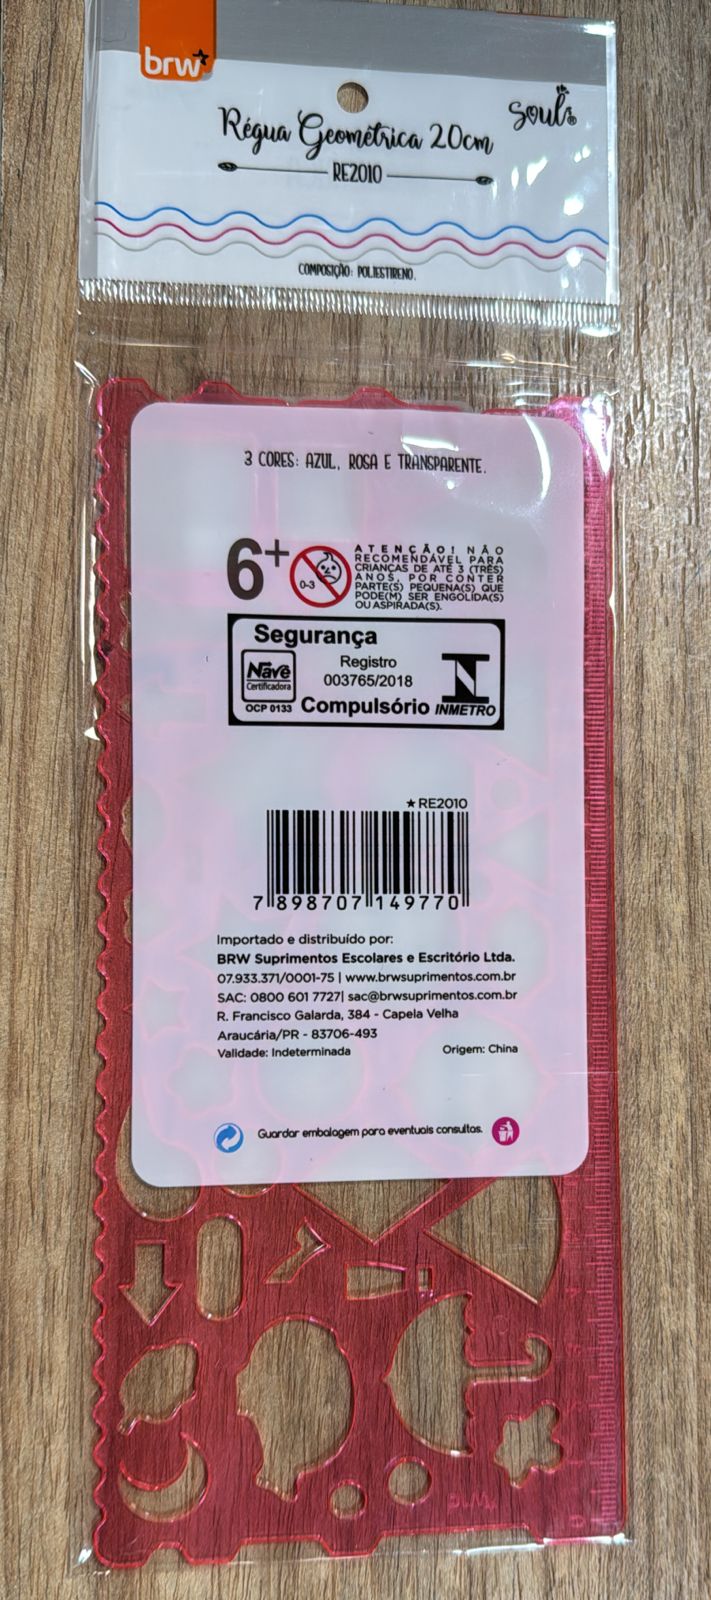 brw
Soul
Régua Geométrica 20cm
RE2010
COMPOSIÇÃO: POLIESTIRENO.
3 CORES: AZUL, ROSA E TRANSPARENTE.
6+
0-3
ATENÇÃO! NÃO
RECOMENDÁVEL PARA
CRIANÇAS DE ATÉ 3 (TRÊS)
ANOS, POR CONTER
PARTE(S) PEQUENA(S) QUE
PODE(M) SER ENGOLIDA(S)
OU ASPIRADA(S).
Segurança
Nave
Certificadora
OCP 0133
Registro
003765/2018
Compulsório
INMETRO
★RE2010
7 898707 149770
Importado e distribuído por:
BRW Suprimentos Escolares e Escritório Ltda.
07.933.371/0001-75 | www.brwsuprimentos.com.br
SAC: 0800 601 7727| sac@brwsuprimentos.com.br
R. Francisco Galarda, 384 - Capela Velha
Araucária/PR - 83706-493
Validade: Indeterminada Origem: China
Guardar embalagem para eventuais consultas.